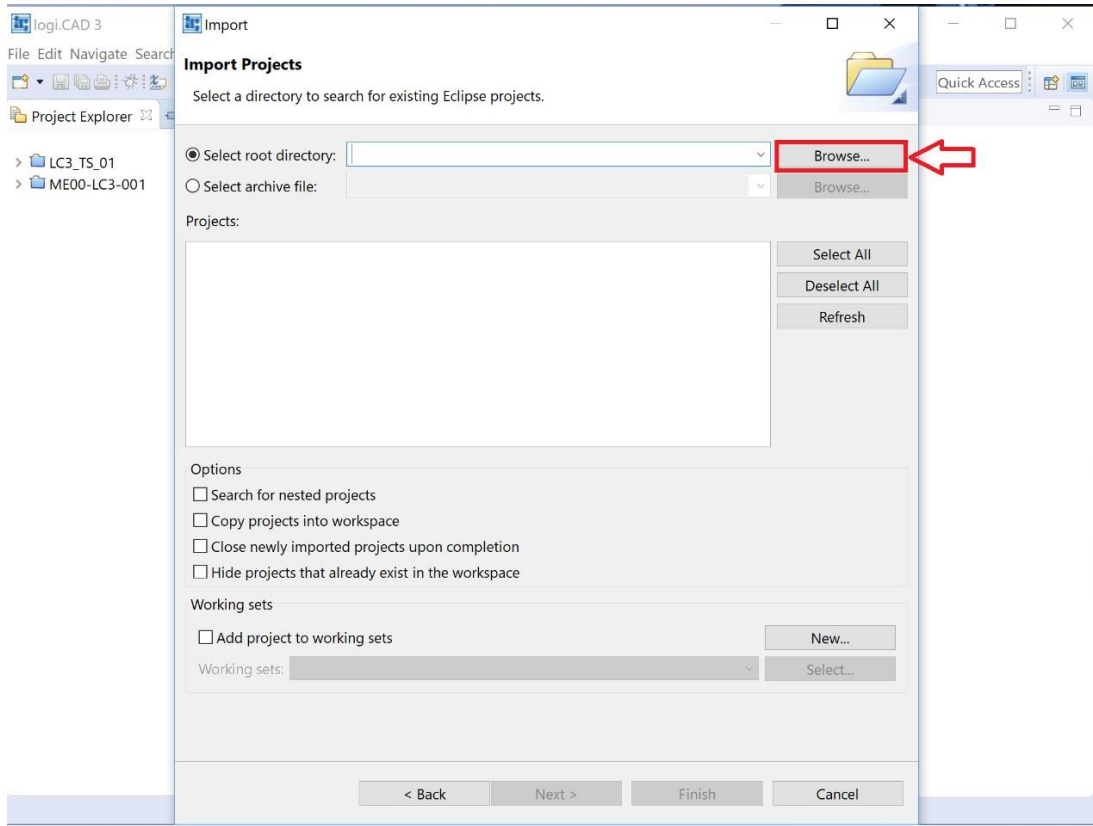 logi.CAD 3
Import
File Edit Navigate Search
Import Projects
Select a directory to search for existing Eclipse projects.
Quick Access
Project Explorer
LC3_TS_01
ME00-LC3-001
Select root directory:
Browse...
Select archive file:
Browse...
Projects:
Select All
Deselect All
Refresh
Options
Search for nested projects
Copy projects into workspace
Close newly imported projects upon completion
Hide projects that already exist in the workspace
Working sets
Add project to working sets
New...
Working sets:
Select...
< Back
Next >
Finish
Cancel